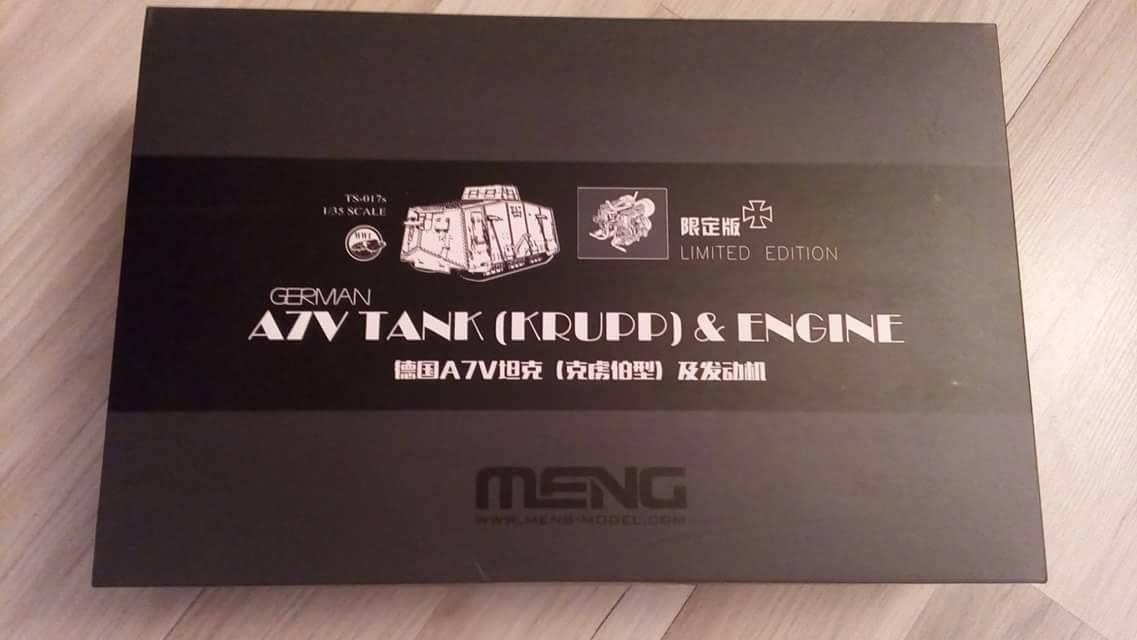 TS-017s
1/35 SCALE
WWI
限定版
LIMITED EDITION
GERMAN
A7V TANK (KRUPP) & ENGINE
德国A7V坦克（克虏伯型）及发动机
MENG
WWW.MENG-MODEL.COM